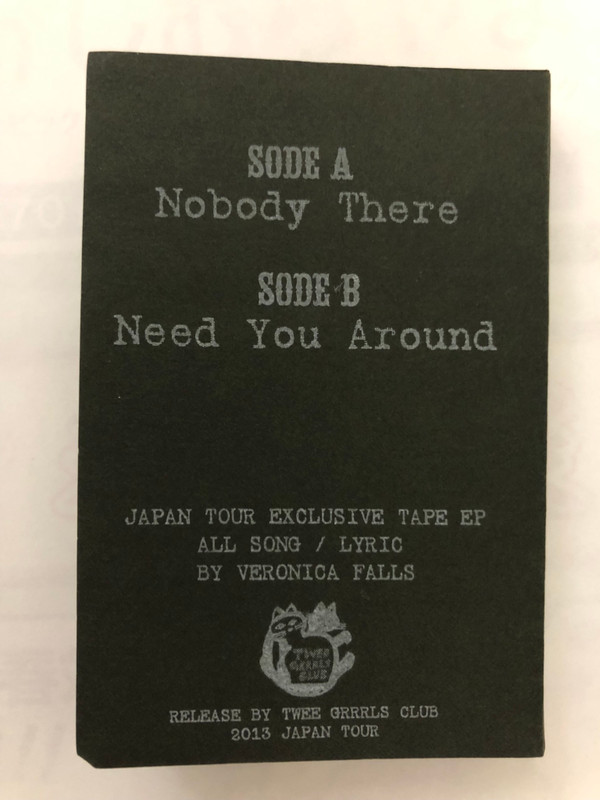 SODE A
Nobody There
SODE B
Need You Around
JAPAN TOUR EXCLUSIVE TAPE EP
ALL SONG / LYRIC
BY VERONICA FALLS
TWEE
GRRRLS
CLUB
RELEASE BY TWEE GRRRLS CLUB
2013 JAPAN TOUR